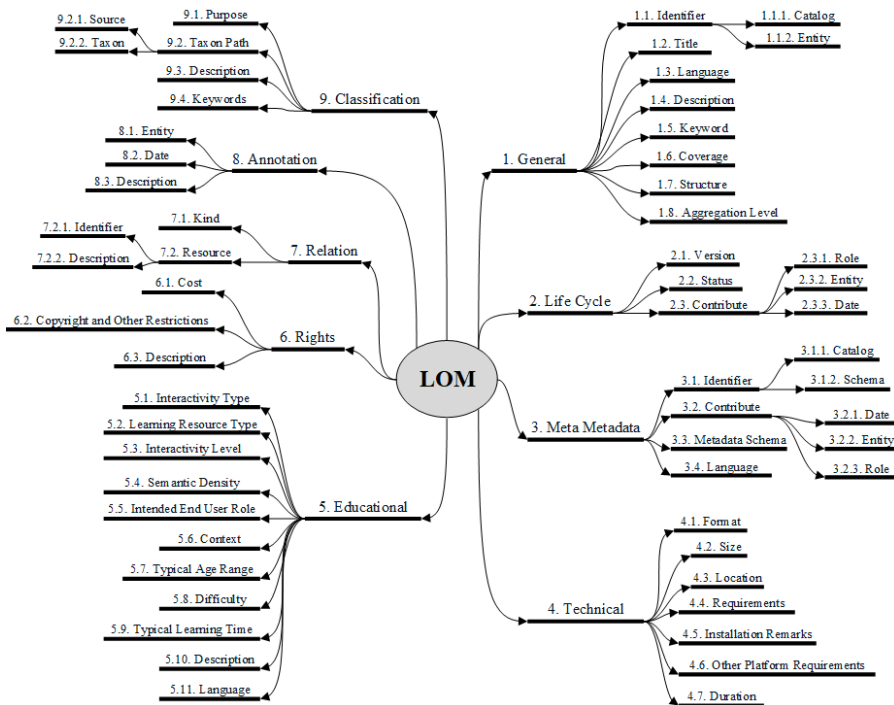 LOM
1. General
1.1. Identifier
1.1.1. Catalog
1.1.2. Entity
1.2. Title
1.3. Language
1.4. Description
1.5. Keyword
1.6. Coverage
1.7. Structure
1.8. Aggregation Level
2. Life Cycle
2.1. Version
2.2. Status
2.3. Contribute
2.3.1. Role
2.3.2. Entity
2.3.3. Date
3. Meta Metadata
3.1. Identifier
3.1.1. Catalog
3.1.2. Schema
3.2. Contribute
3.2.1. Date
3.2.2. Entity
3.2.3. Role
3.3. Metadata Schema
3.4. Language
4. Technical
4.1. Format
4.2. Size
4.3. Location
4.4. Requirements
4.5. Installation Remarks
4.6. Other Platform Requirements
4.7. Duration
5. Educational
5.1. Interactivity Type
5.2. Learning Resource Type
5.3. Interactivity Level
5.4. Semantic Density
5.5. Intended End User Role
5.6. Context
5.7. Typical Age Range
5.8. Difficulty
5.9. Typical Learning Time
5.10. Description
5.11. Language
6. Rights
6.1. Cost
6.2. Copyright and Other Restrictions
6.3. Description
7. Relation
7.1. Kind
7.2. Resource
7.2.1. Identifier
7.2.2. Description
8. Annotation
8.1. Entity
8.2. Date
8.3. Description
9. Classification
9.1. Purpose
9.2. Taxon Path
9.2.1. Source
9.2.2. Taxon
9.3. Description
9.4. Keywords